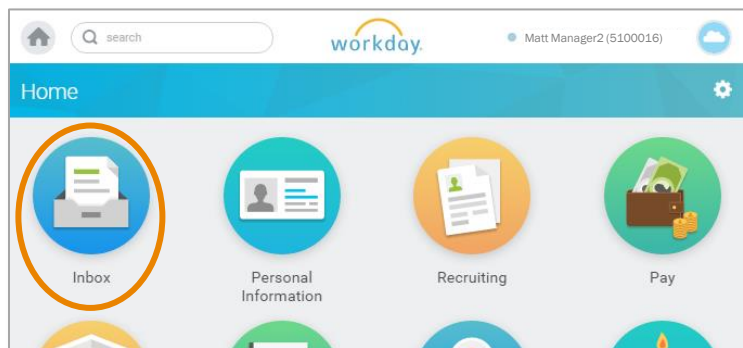 search
workday.
Matt Manager2 (5100016)
Home
Inbox
Personal
Information
Recruiting
Pay